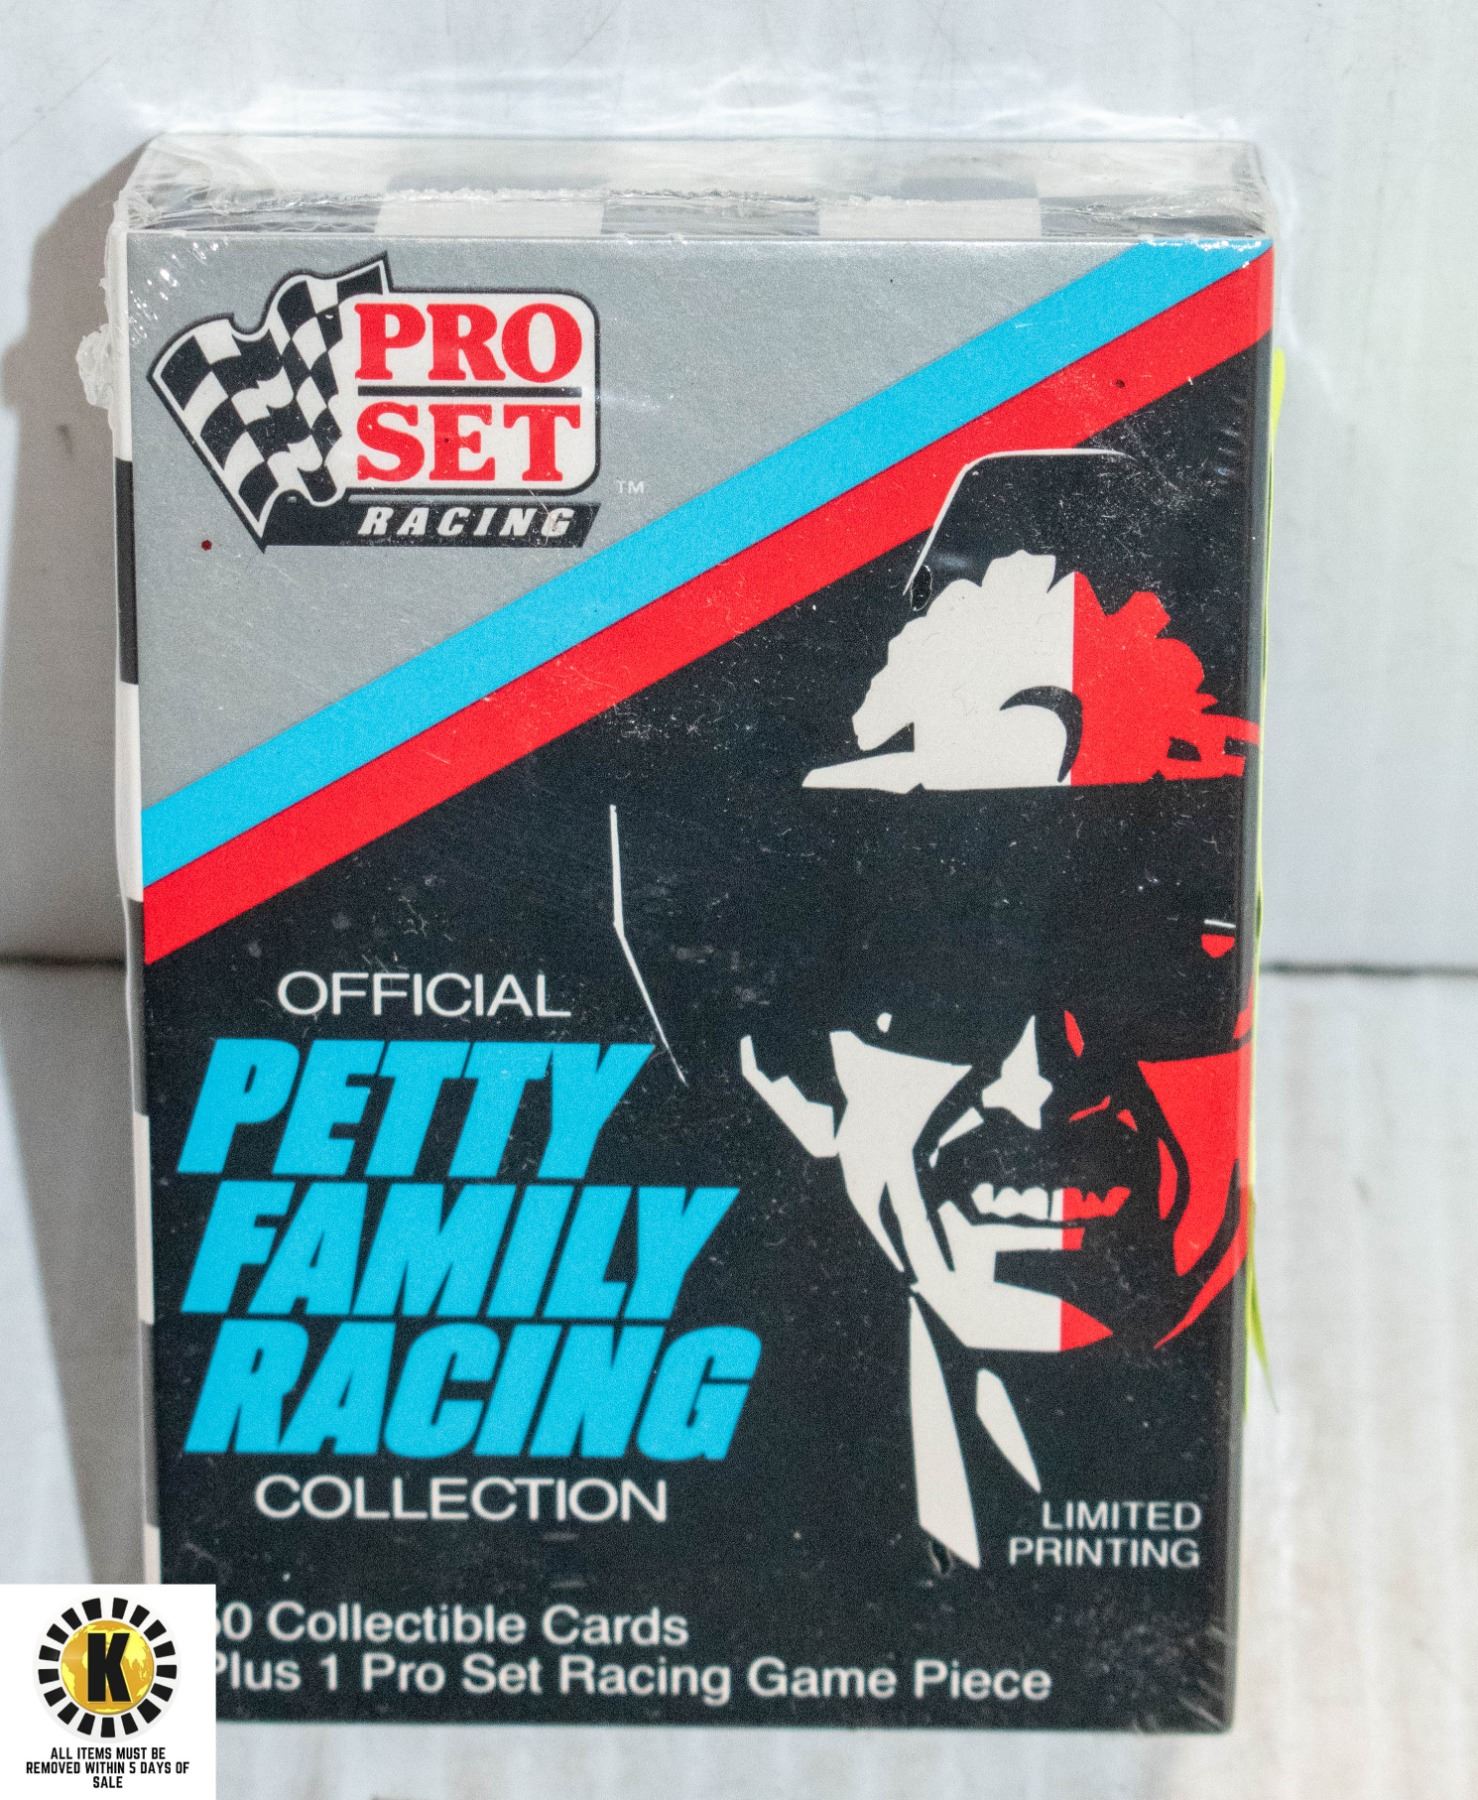 PRO
SET
RACING
TM
OFFICIAL
PETTY
FAMILY
RACING
COLLECTION
LIMITED
PRINTING
Collectible Cards
Plus 1 Pro Set Racing Game Piece
K
ALL ITEMS MUST BE
REMOVED WITHIN 5 DAYS OF
SALE